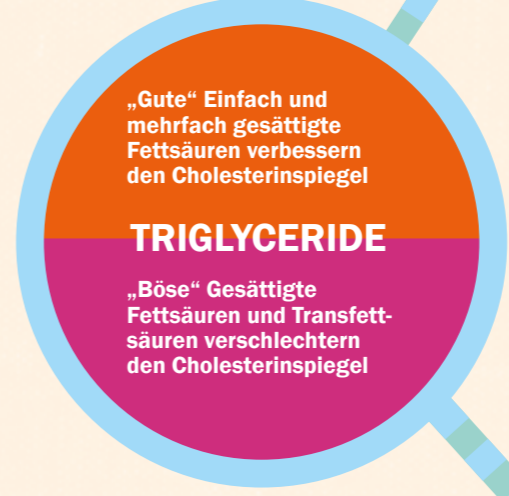 „Gute“ Einfach und
mehrfach gesättigte
Fettsäuren verbessern
den Cholesterinspiegel
TRIGLYCERIDE
„Böse“ Gesättigte
Fettsäuren und Transfett-
säuren verschlechtern
den Cholesterinspiegel